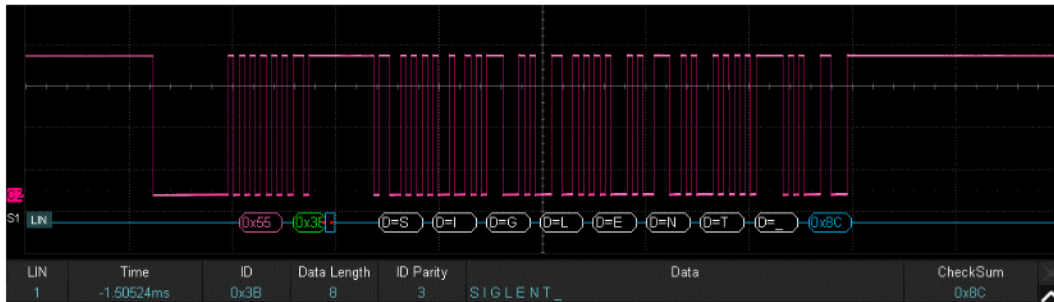 C2
S1 LIN 0x55 0x3B D=S D=I D=G D=L D=E D=N D=T D=_ 0x8C
LIN Time ID Data Length ID Parity Data CheckSum
1 -1.50524ms 0x3B 8 3 S I G L E N T _ 0x8C